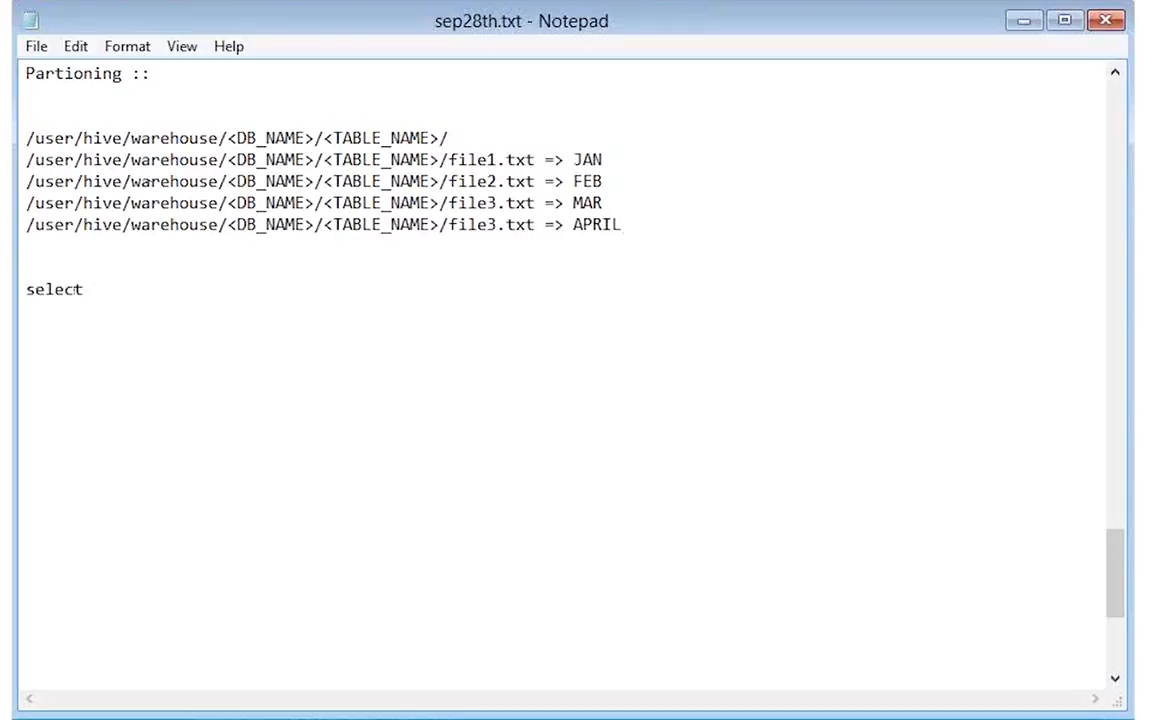 sep28th.txt - Notepad
File Edit Format View Help
Partioning ::
/user/hive/warehouse/<DB_NAME>/<TABLE_NAME>/
/user/hive/warehouse/<DB_NAME>/<TABLE_NAME>/file1.txt => JAN
/user/hive/warehouse/<DB_NAME>/<TABLE_NAME>/file2.txt => FEB
/user/hive/warehouse/<DB_NAME>/<TABLE_NAME>/file3.txt => MAR
/user/hive/warehouse/<DB_NAME>/<TABLE_NAME>/file3.txt => APRIL
select